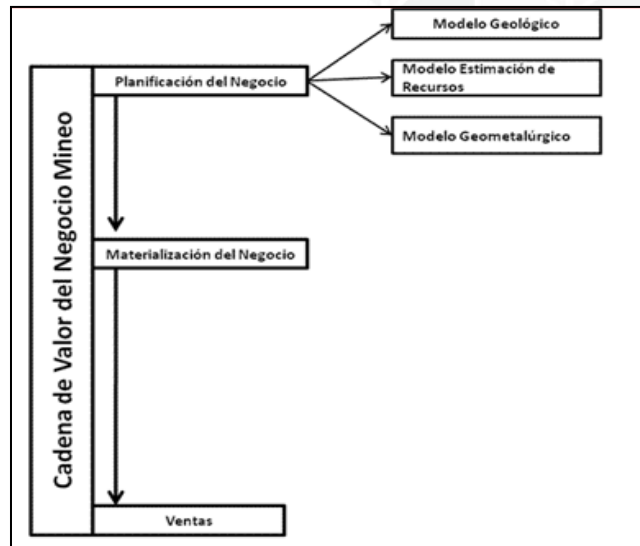 Modelo Geológico
Planificación del Negocio
Modelo Estimación de
Recursos
Modelo Geometalúrgico
Materialización del Negocio
Ventas
Cadena de Valor del Negocio Mineo